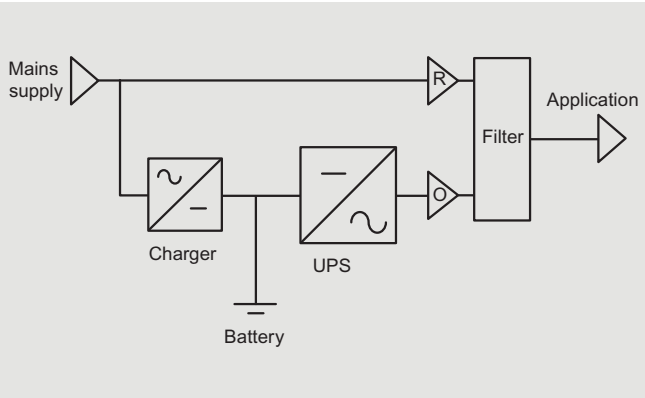 Mains
supply
R
Application
Filter
O
Charger
UPS
Battery